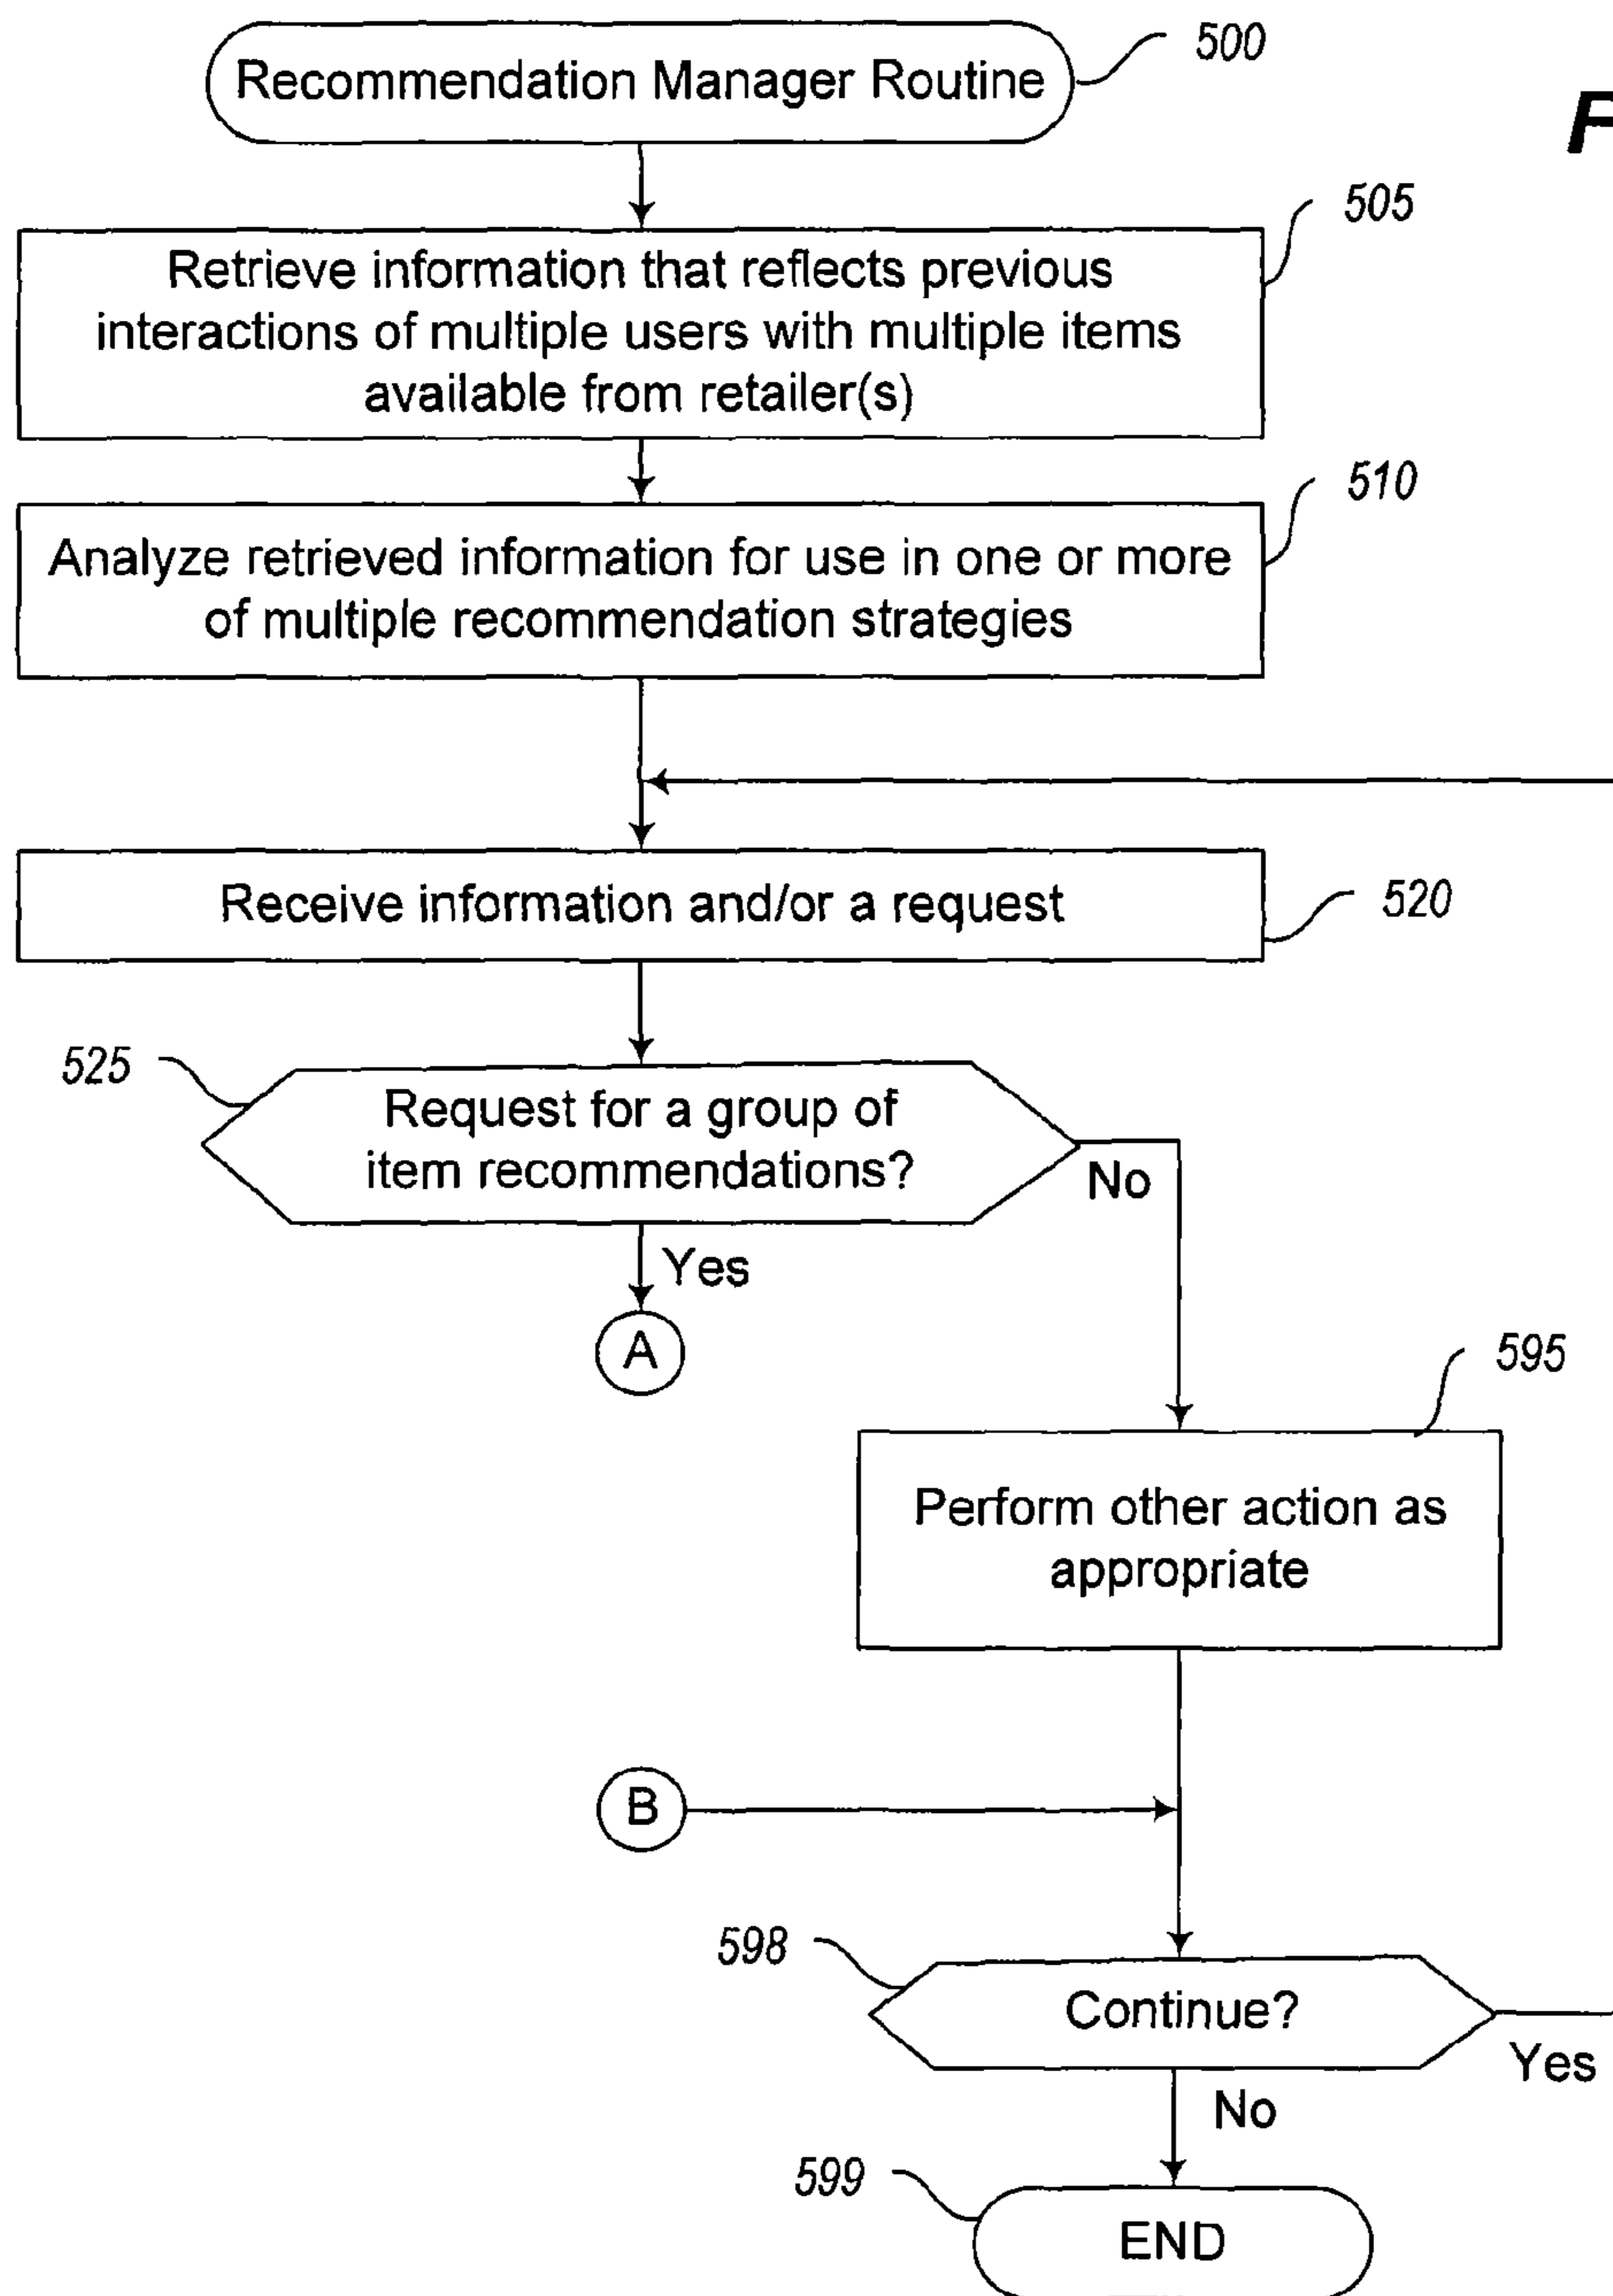 Recommendation Manager Routine
500
F
505
Retrieve information that reflects previous
interactions of multiple users with multiple items
available from retailer(s)
510
Analyze retrieved information for use in one or more
of multiple recommendation strategies
Receive information and/or a request
520
525
Request for a group of
item recommendations?
No
Yes
A
595
Perform other action as
appropriate
B
598
Continue?
Yes
No
599
END